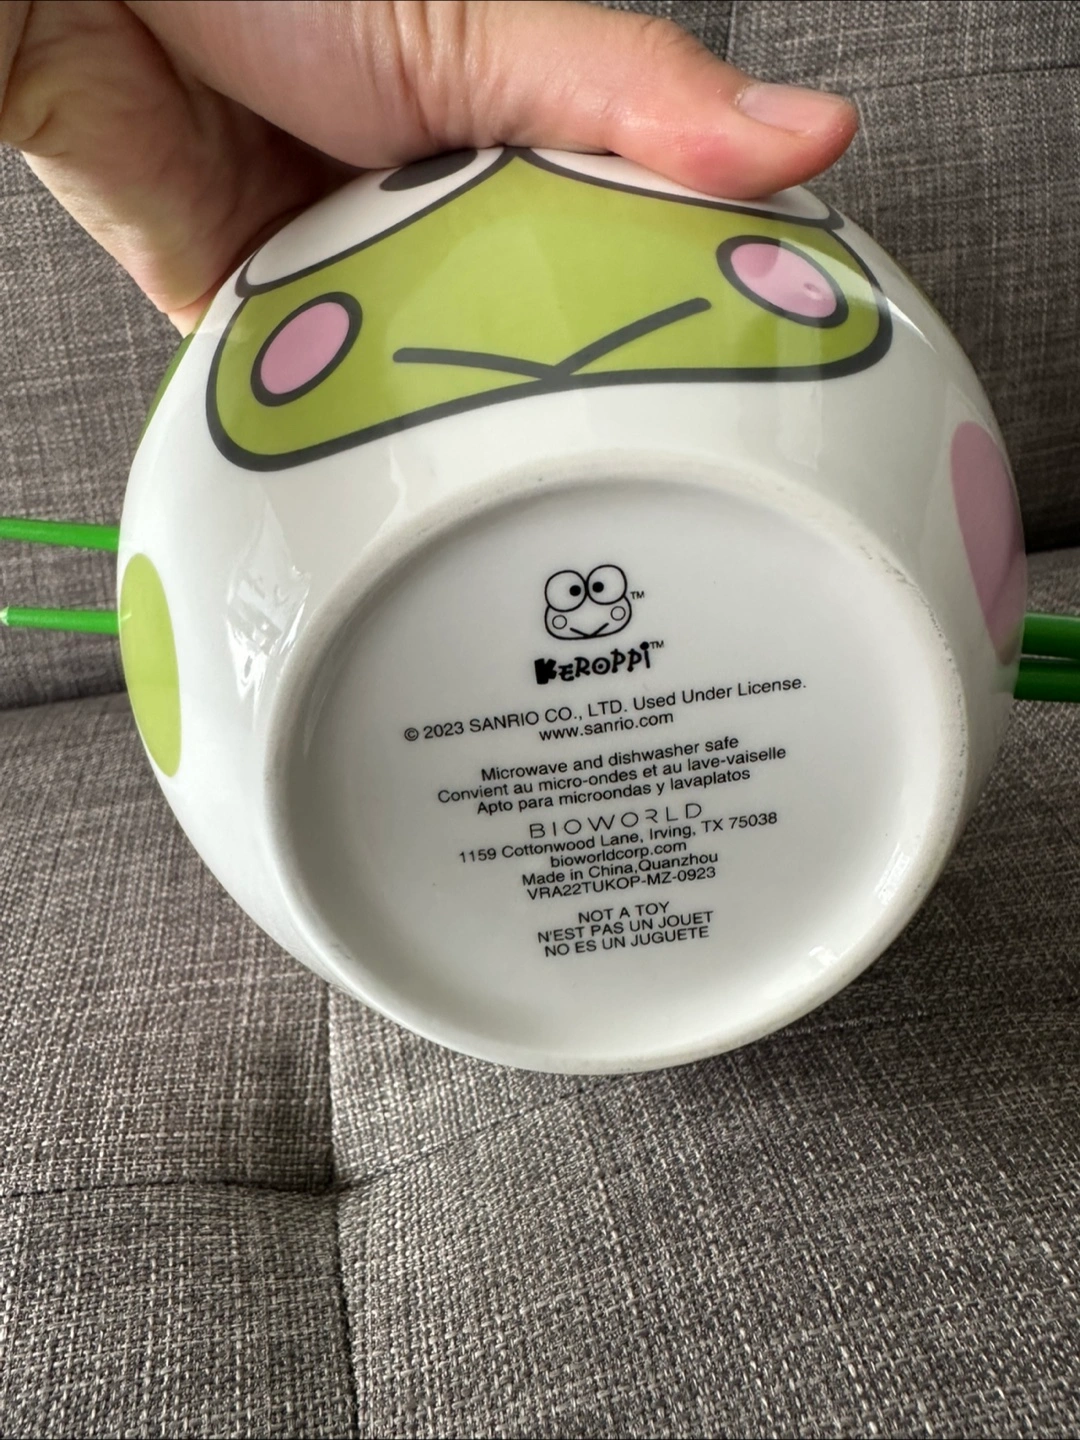 TM
KEROPPi™
© 2023 SANRIO CO., LTD. Used Under License.
www.sanrio.com
Microwave and dishwasher safe
Convient au micro-ondes et au lave-vaiselle
Apto para microondas y lavaplatos
BIOWORLD
1159 Cottonwood Lane, Irving, TX 75038
bioworldcorp.com
Made in China,Quanzhou
VRA22TUKOP-MZ-0923
NOT A TOY
N'EST PAS UN JOUET
NO ES UN JUGUETE